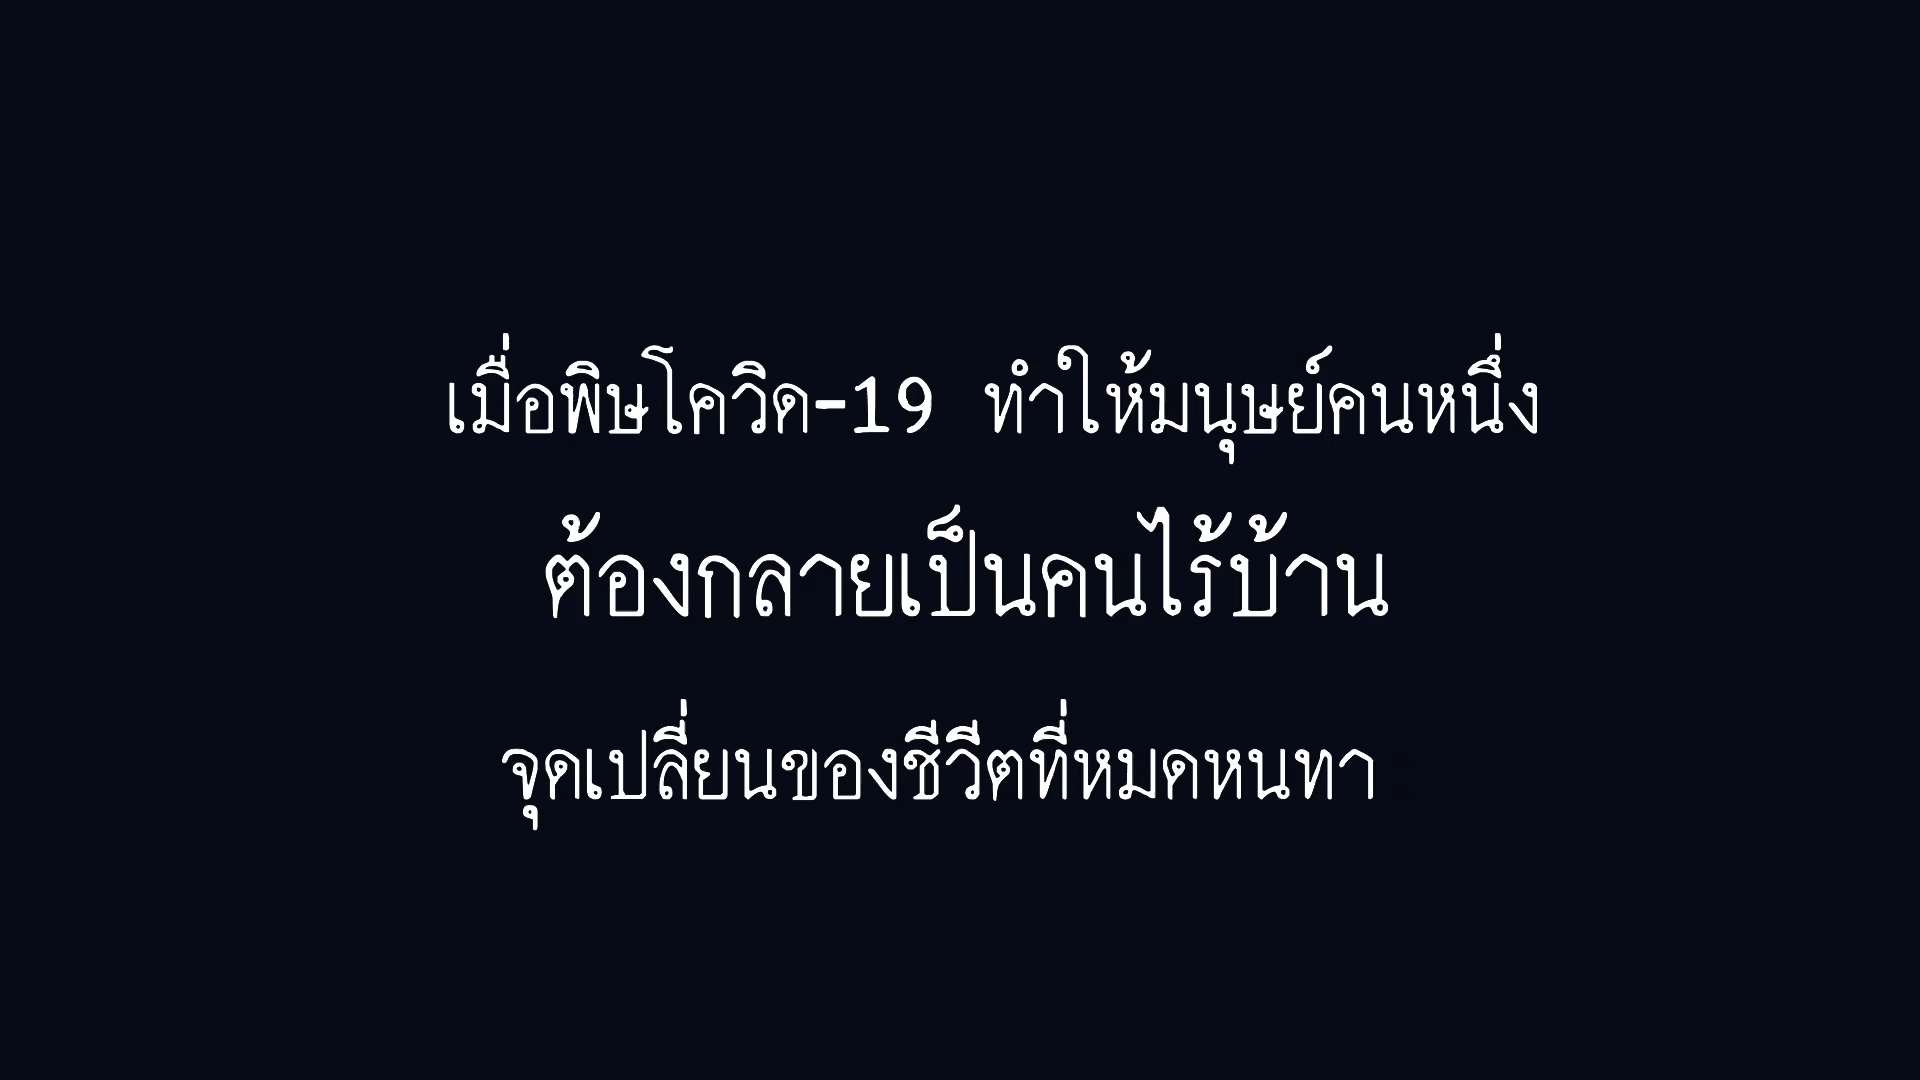 เมื่อพิษโควิด-19 ทำให้มนุษย์คนหนึ่ง
ต้องกลายเป็นคนไร้บ้าน
จุดเปลี่ยนของชีวีตที่หมดหนทา